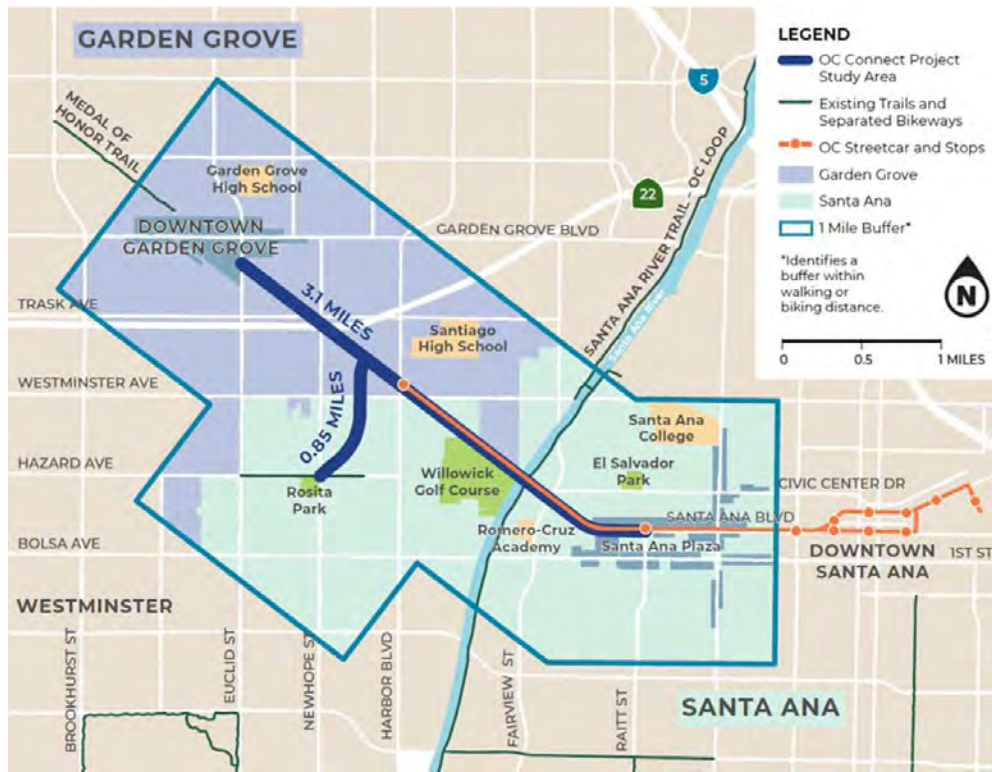 GARDEN GROVE
MEDAL OF
HONOR TRAIL
Garden Grove
High School
DOWNTOWN
GARDEN GROVE
GARDEN GROVE BLVD
TRASK AVE
3.1 MILES
Santiago
High School
WESTMINSTER AVE
0.85 MILES
HAZARD AVE
Rosita
Park
Willowick
Golf Course
SANTA ANA RIVER TRAIL - OC LOOP
Santa Ana River
5
22
Santa Ana
College
El Salvador
Park
CIVIC CENTER DR
SANTA ANA BLVD
Romero-Cruz
Academy
Santa Ana Plaza
BOLSA AVE
DOWNTOWN
SANTA ANA
1ST ST
WESTMINSTER
SANTA ANA
BROOKHURST ST
EUCLID ST
NEWHOPE ST
HARBOR BLVD
FAIRVIEW ST
RAITT ST
LEGEND
OC Connect Project
Study Area
Existing Trails and
Separated Bikeways
OC Streetcar and Stops
Garden Grove
Santa Ana
1 Mile Buffer*
*Identifies a
buffer within
walking or
biking distance.
N
0 0.5 1 MILES